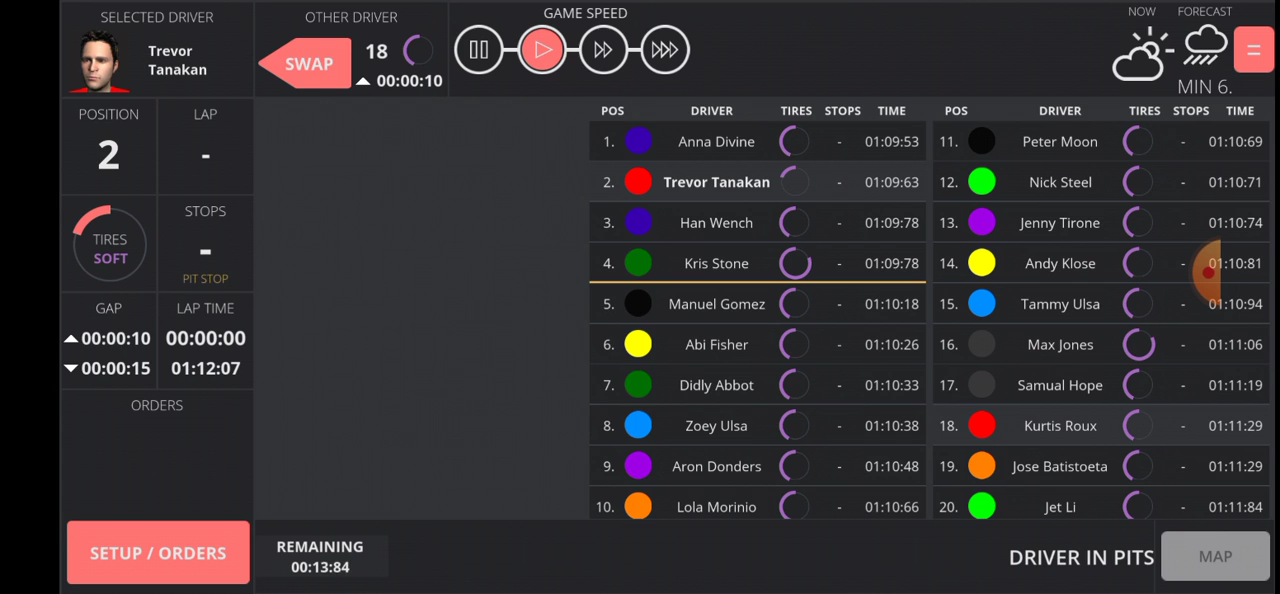 SELECTED DRIVER
Trevor
Tanakan
OTHER DRIVER
SWAP
18
00:00:10
GAME SPEED
NOW FORECAST
MIN 6.
POSITION LAP
2 -
TIRES
SOFT
STOPS
-
PIT STOP
GAP LAP TIME
00:00:10 00:00:00
00:00:15 01:12:07
ORDERS
SETUP / ORDERS
POS DRIVER TIRES STOPS TIME
1. Anna Divine - 01:09:53
2. Trevor Tanakan - 01:09:63
3. Han Wench - 01:09:78
4. Kris Stone - 01:09:78
5. Manuel Gomez - 01:10:18
6. Abi Fisher - 01:10:26
7. Didly Abbot - 01:10:33
8. Zoey Ulsa - 01:10:38
9. Aron Donders - 01:10:48
10. Lola Morinio - 01:10:66
POS DRIVER TIRES STOPS TIME
11. Peter Moon - 01:10:69
12. Nick Steel - 01:10:71
13. Jenny Tirone - 01:10:74
14. Andy Klose - 01:10:81
15. Tammy Ulsa - 01:10:94
16. Max Jones - 01:11:06
17. Samual Hope - 01:11:19
18. Kurtis Roux - 01:11:29
19. Jose Batistoeta - 01:11:29
20. Jet Li - 01:11:84
REMAINING
00:13:84
DRIVER IN PITS
MAP